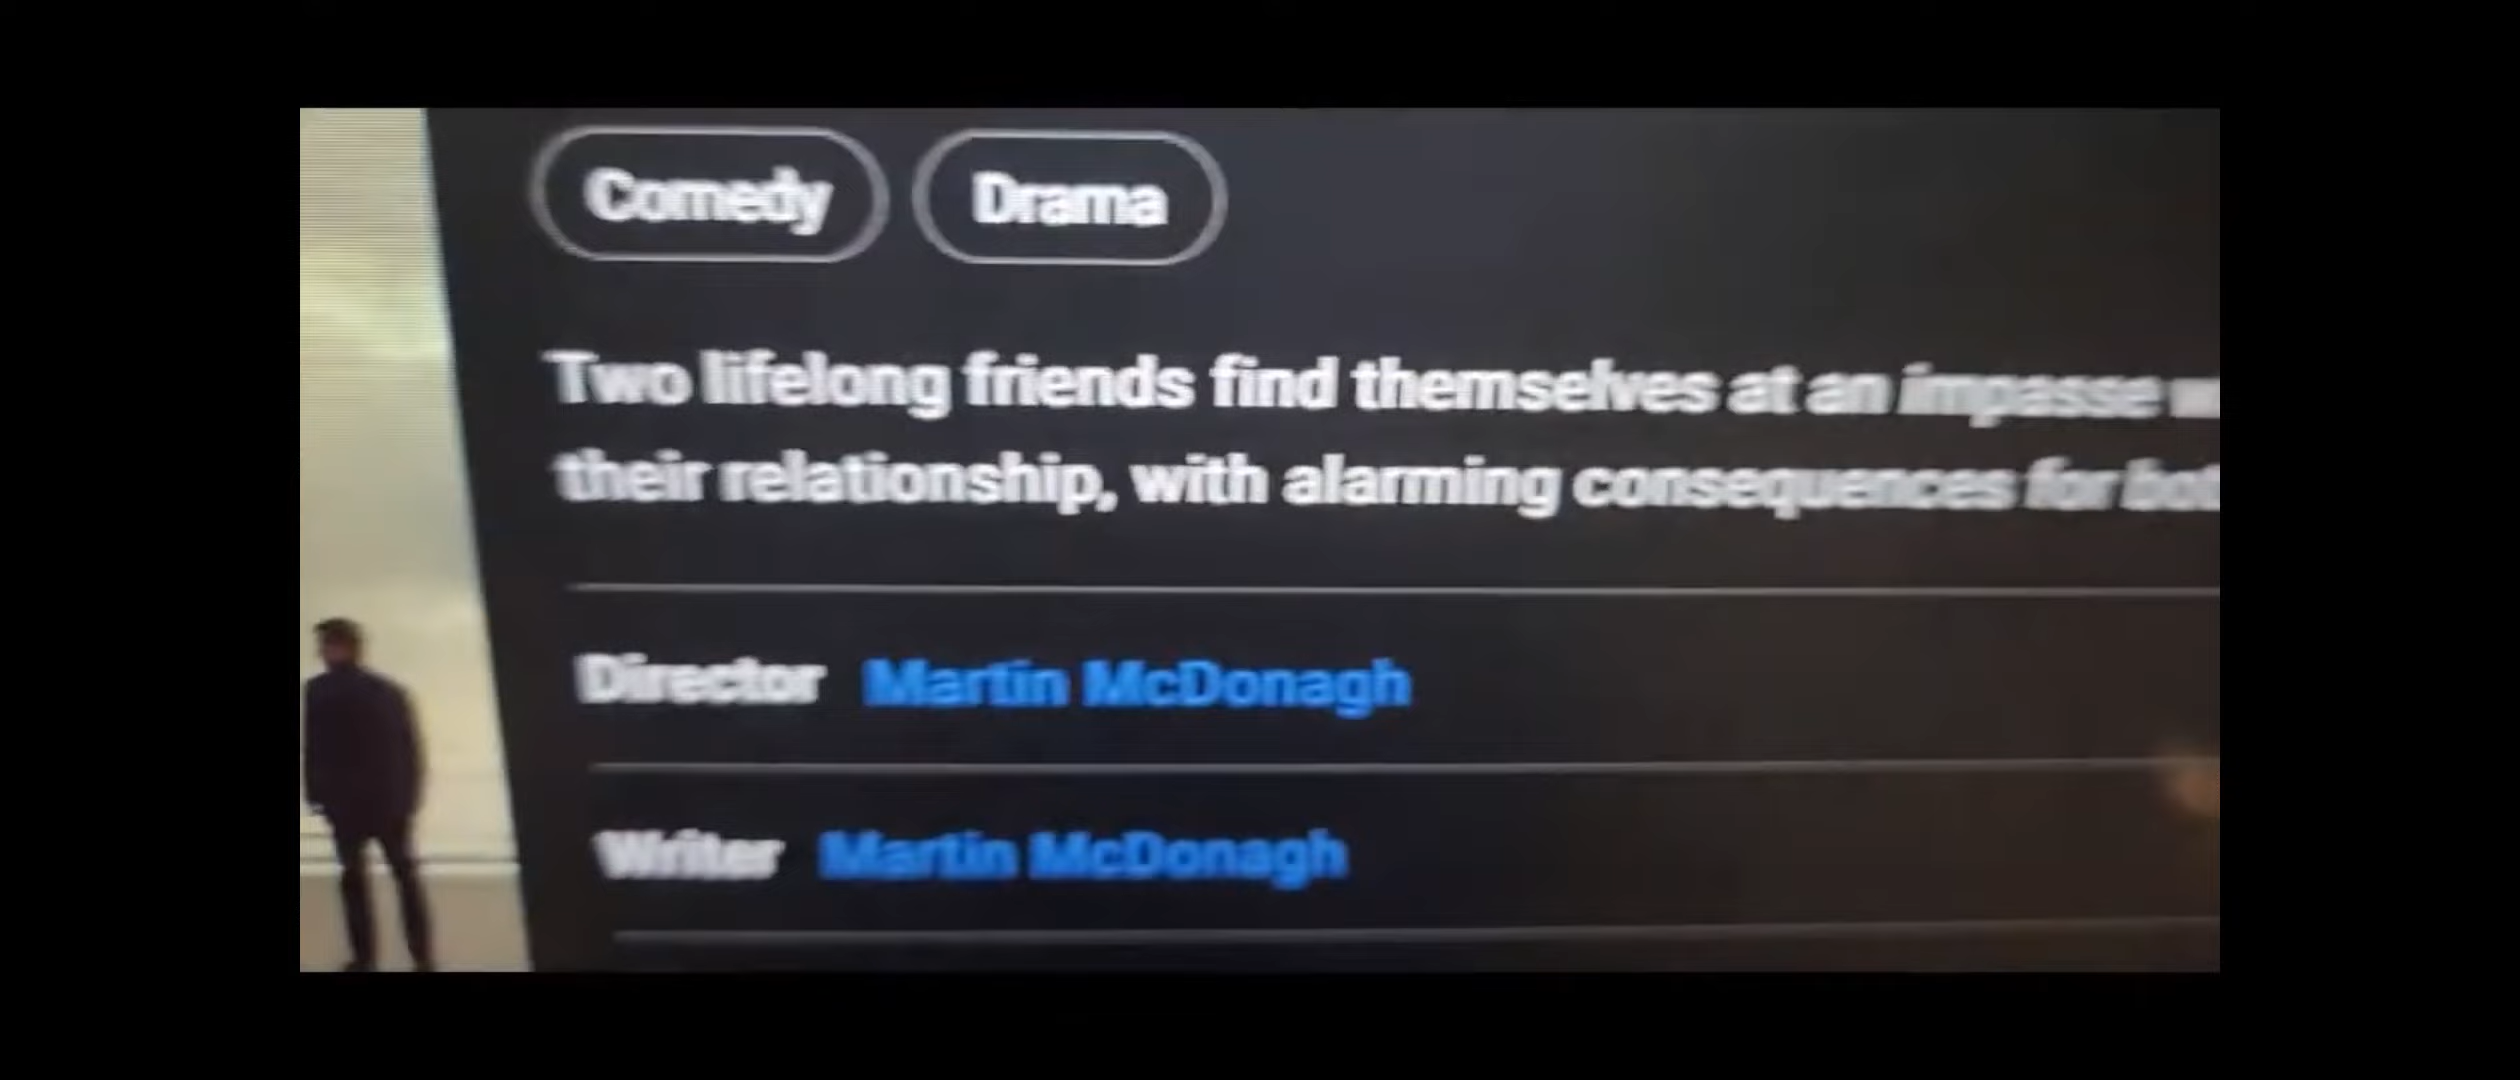 Comedy Drama
Two lifelong friends find themselves at an impasse
their relationship, with alarming consequences for
Director Martin McDonagh
Writer Martin McDonagh